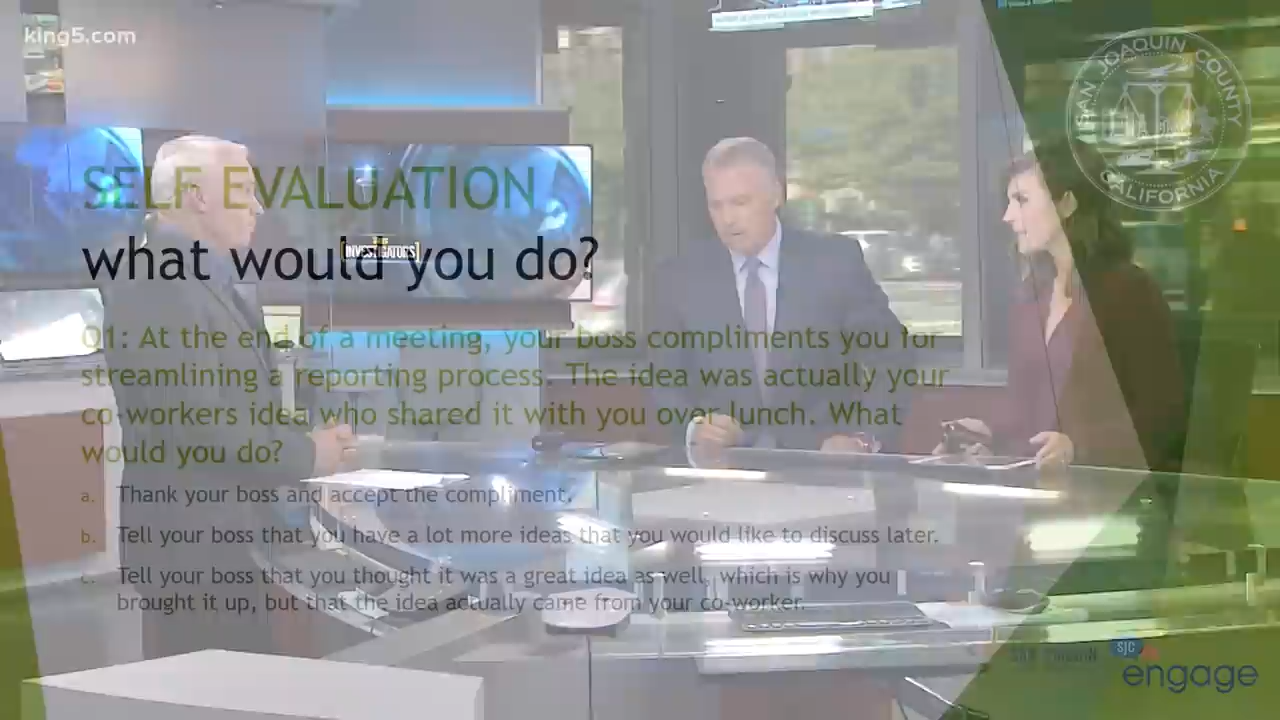 king5.com
SAN JOAQUIN COUNTY
CALIFORNIA
SELF EVALUATION
INVESTIGATORS
what would you do?
Q1: At the end of a meeting, your boss compliments you for
streamlining a reporting process. The idea was actually your
co-workers idea who shared it with you over lunch. What
would you do?
a. Thank your boss and accept the compliment.
b. Tell your boss that you have a lot more ideas that you would like to discuss later.
c. Tell your boss that you thought it was a great idea as well, which is why you
brought it up, but that the idea actually came from your co-worker.
SJC
engage